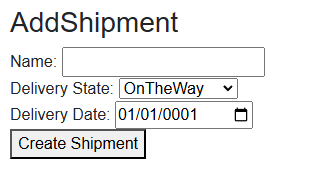 AddShipment
Name:
Delivery State: OnTheWay
Delivery Date: 01/01/0001
Create Shipment